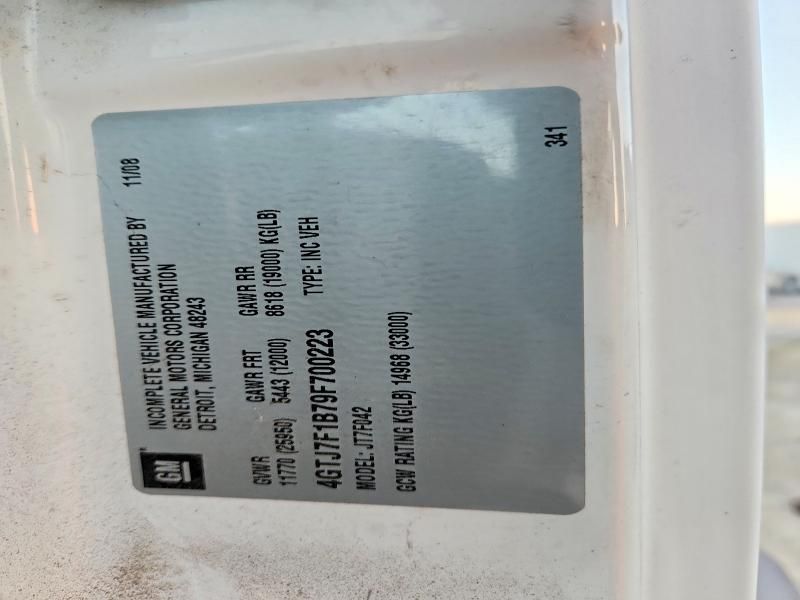 GM
INCOMPLETE VEHICLE MANUFACTURED BY 11/08
GENERAL MOTORS CORPORATION
DETROIT, MICHIGAN 48243
GVWR GAWR FRT GAWR RR
11770 (25950) 5443 (12000) 8618 (19000) KG(LB)
4GTJ7F1B79F700223 TYPE: INC VEH
MODEL: JT7F042
GCW RATING KG(LB) 14968 (33000)
341